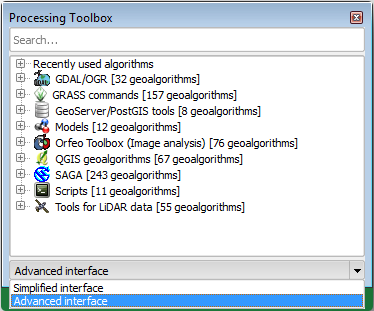 Processing Toolbox
Search...
Recently used algorithms
GDAL/OGR [32 geoalgorithms]
GRASS commands [157 geoalgorithms]
GeoServer/PostGIS tools [8 geoalgorithms]
Models [12 geoalgorithms]
Orfeo Toolbox (Image analysis) [76 geoalgorithms]
QGIS geoalgorithms [67 geoalgorithms]
SAGA [243 geoalgorithms]
Scripts [11 geoalgorithms]
Tools for LiDAR data [55 geoalgorithms]
Advanced interface
Simplified interface
Advanced interface